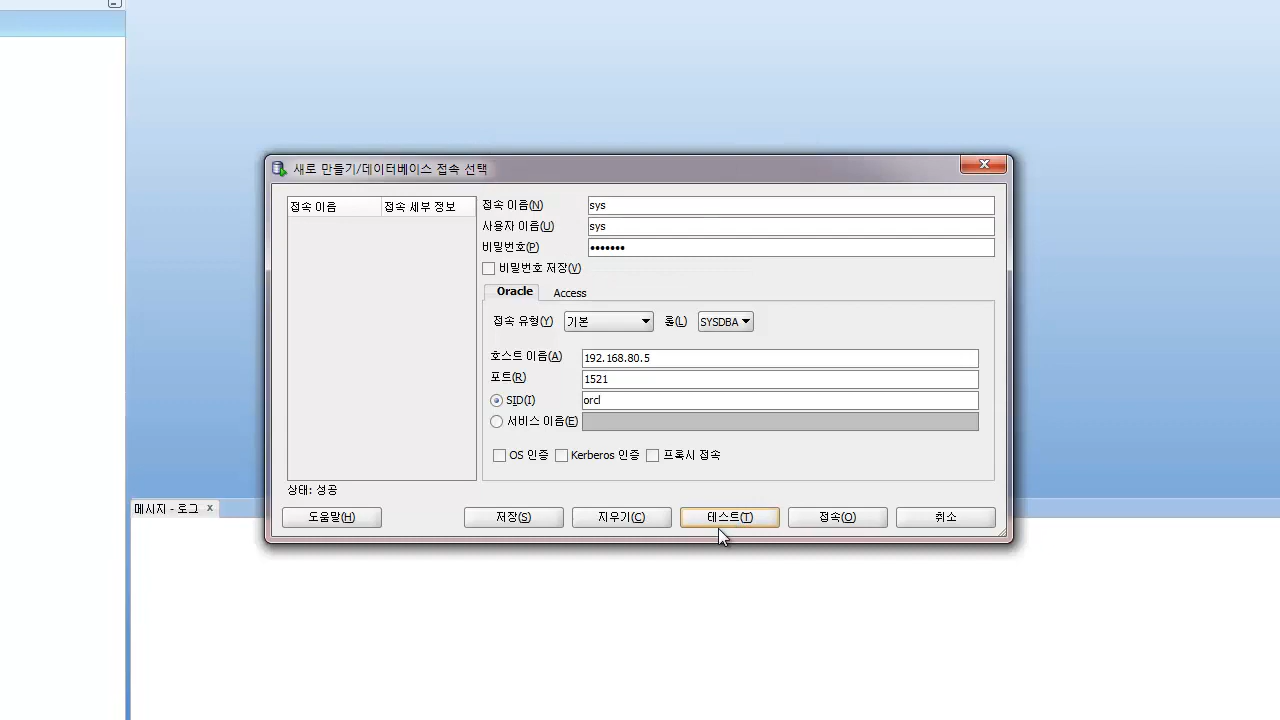 새로 만들기/데이터베이스 접속 선택
접속 이름 접속 세부 정보
접속 이름(N) sys
사용자 이름(U) sys
비밀번호(P) •••••••
비밀번호 저장(V)
Oracle Access
접속 유형(Y) 기본 롤(L) SYSDBA
호스트 이름(A) 192.168.80.5
포트(R) 1521
SID(I) orcl
서비스 이름(E)
OS 인증 Kerberos 인증 프록시 접속
상태: 성공
메시지 - 로그 x
도움말(H) 저장(S) 지우기(C) 테스트(T) 접속(O) 취소